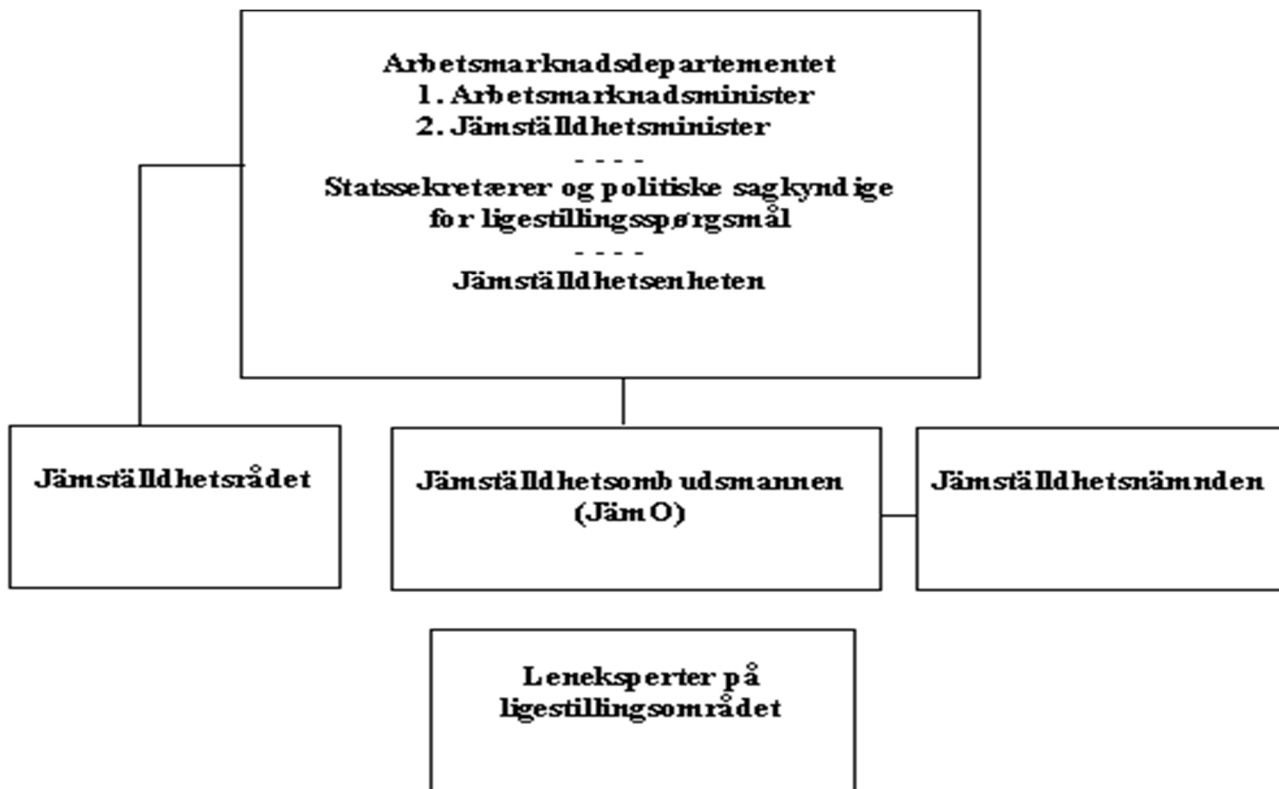 Arbetsmarknadsdepartementet
1. Arbetsmarknadsminister
2. Jämställdhetsminister
- - - -
Statssekretærer og politiske sagkyndige
for ligestillingsspørgsmål
- - - -
Jämställdhetsenheten
Jämställdhetsrådet
Jämställdhetsombudsmannen
(JämO)
Jämställdhetsnämnden
Leneksperter på
ligestillingsområdet